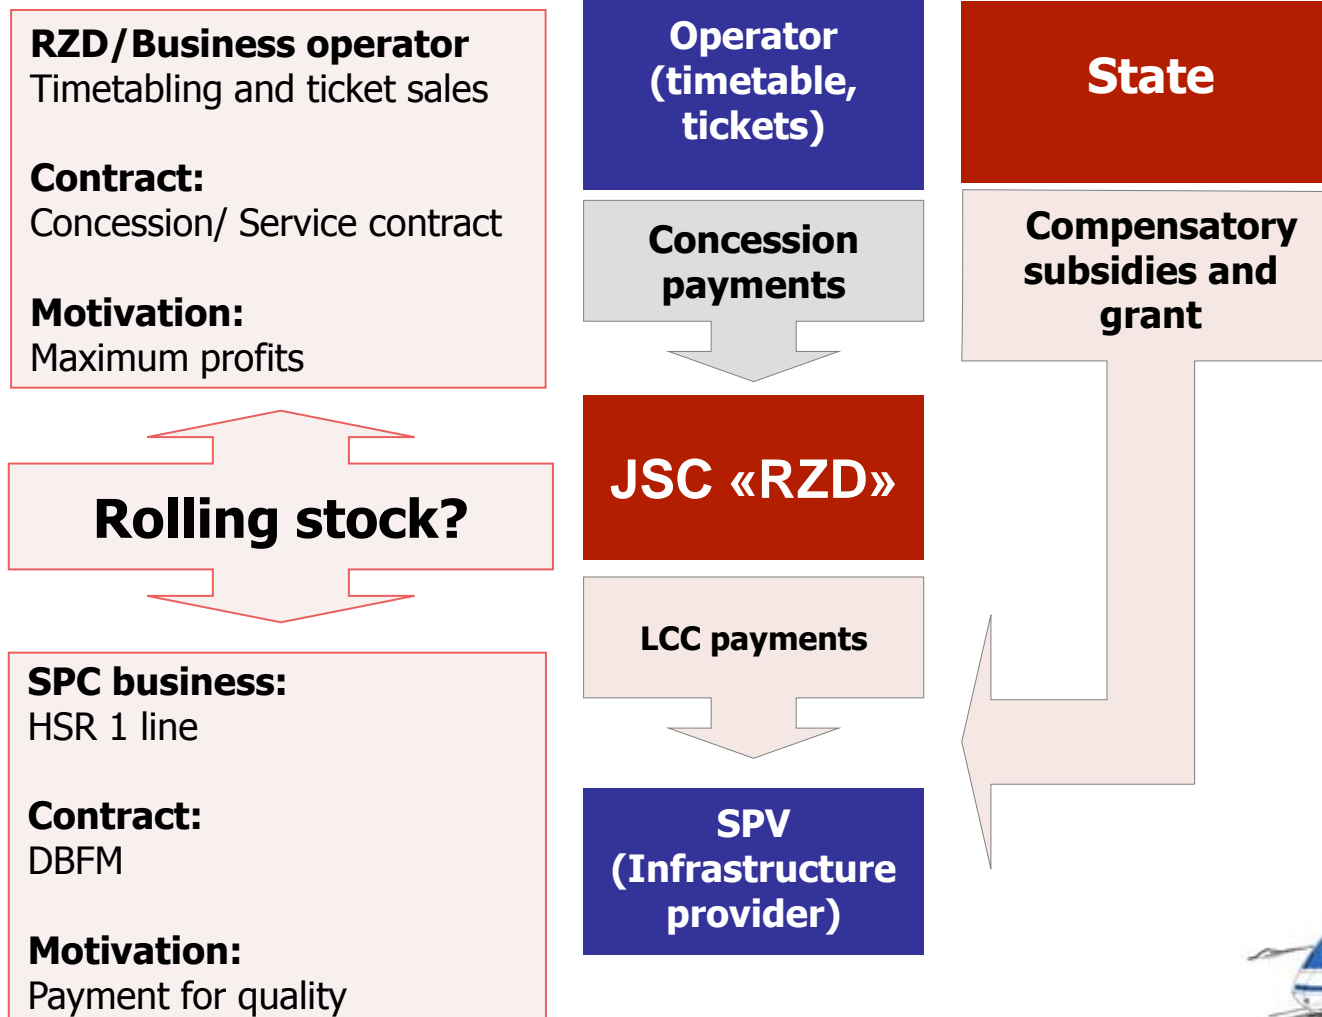 RZD/Business operator
Timetabling and ticket sales
Contract:
Concession/ Service contract
Motivation:
Maximum profits
Rolling stock?
SPC business:
HSR 1 line
Contract:
DBFM
Motivation:
Payment for quality
Operator
(timetable,
tickets)
Concession
payments
JSC «RZD»
LCC payments
SPV
(Infrastructure
provider)
State
Compensatory
subsidies and
grant